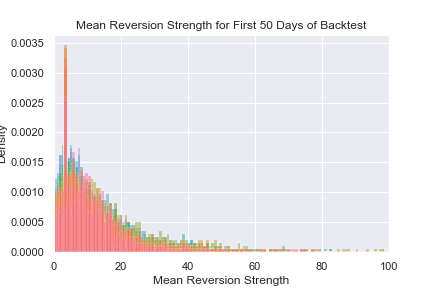 Mean Reversion Strength for First 50 Days of Backtest
0.0035
0.0030
0.0025
0.0020
0.0015
0.0010
0.0005
0.0000
Density
0 20 40 60 80 100
Mean Reversion Strength